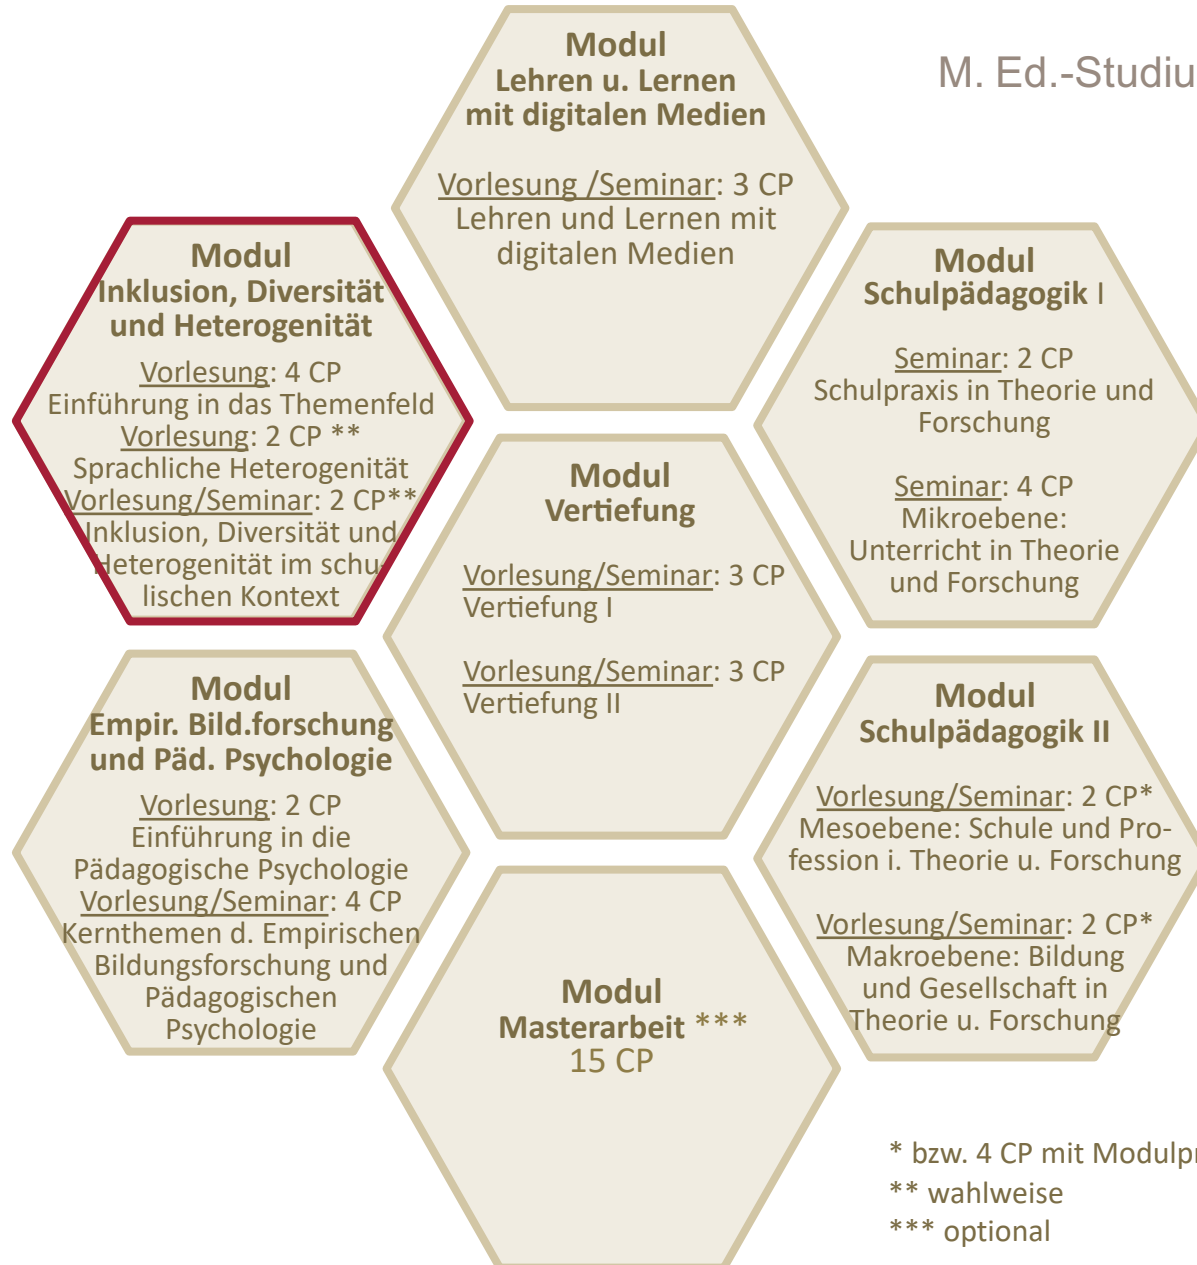 M. Ed.-Studiu
Modul
Lehren u. Lernen
mit digitalen Medien
Vorlesung /Seminar: 3 CP
Lehren und Lernen mit
digitalen Medien
Modul
Inklusion, Diversität
und Heterogenität
Vorlesung: 4 CP
Einführung in das Themenfeld
Vorlesung: 2 CP **
Sprachliche Heterogenität
Vorlesung/Seminar: 2 CP**
Inklusion, Diversität und
Heterogenität im schu-
lischen Kontext
Modul
Schulpädagogik I
Seminar: 2 CP
Schulpraxis in Theorie und
Forschung
Seminar: 4 CP
Mikroebene:
Unterricht in Theorie
und Forschung
Modul
Vertiefung
Vorlesung/Seminar: 3 CP
Vertiefung I
Vorlesung/Seminar: 3 CP
Vertiefung II
Modul
Empir. Bild.forschung
und Päd. Psychologie
Vorlesung: 2 CP
Einführung in die
Pädagogische Psychologie
Vorlesung/Seminar: 4 CP
Kernthemen d. Empirischen
Bildungsforschung und
Pädagogischen
Psychologie
Modul
Schulpädagogik II
Vorlesung/Seminar: 2 CP*
Mesoebene: Schule und Pro-
fession i. Theorie u. Forschung
Vorlesung/Seminar: 2 CP*
Makroebene: Bildung
und Gesellschaft in
Theorie u. Forschung
Modul
Masterarbeit ***
15 CP
* bzw. 4 CP mit Modulpr
** wahlweise
*** optional